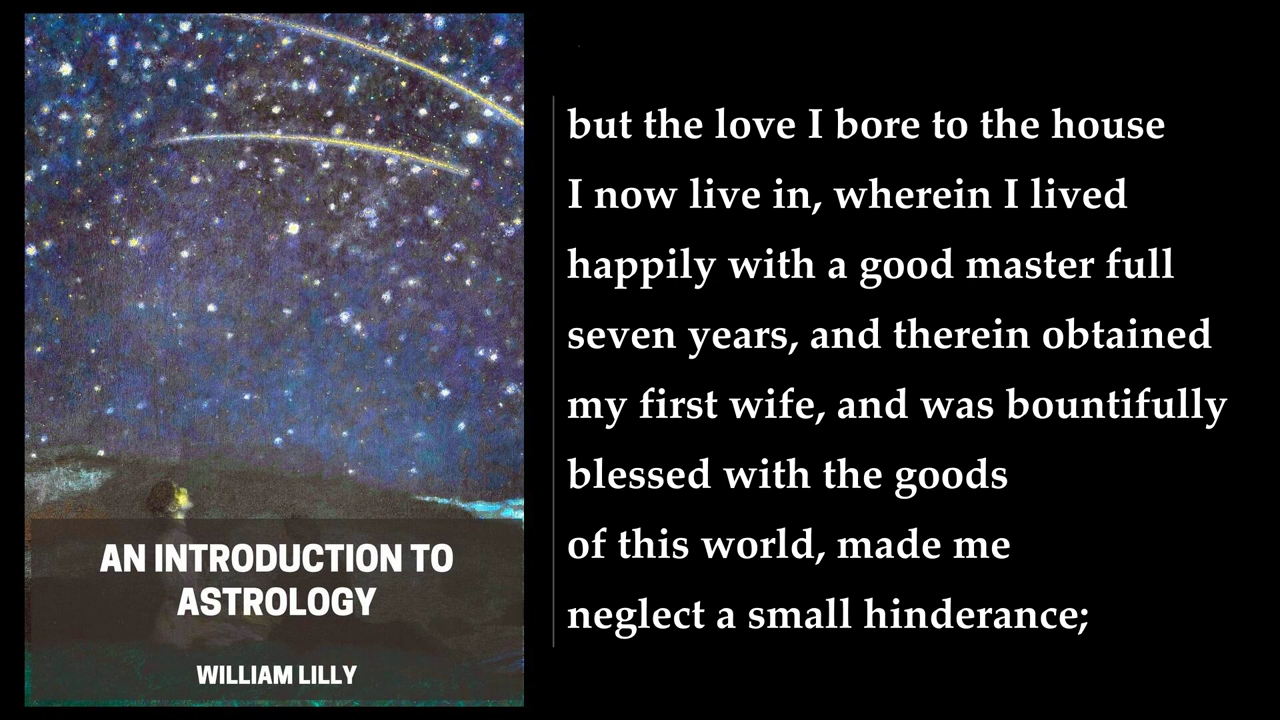 AN INTRODUCTION TO
ASTROLOGY
WILLIAM LILLY
but the love I bore to the house
I now live in, wherein I lived
happily with a good master full
seven years, and therein obtained
my first wife, and was bountifully
blessed with the goods
of this world, made me
neglect a small hinderance;